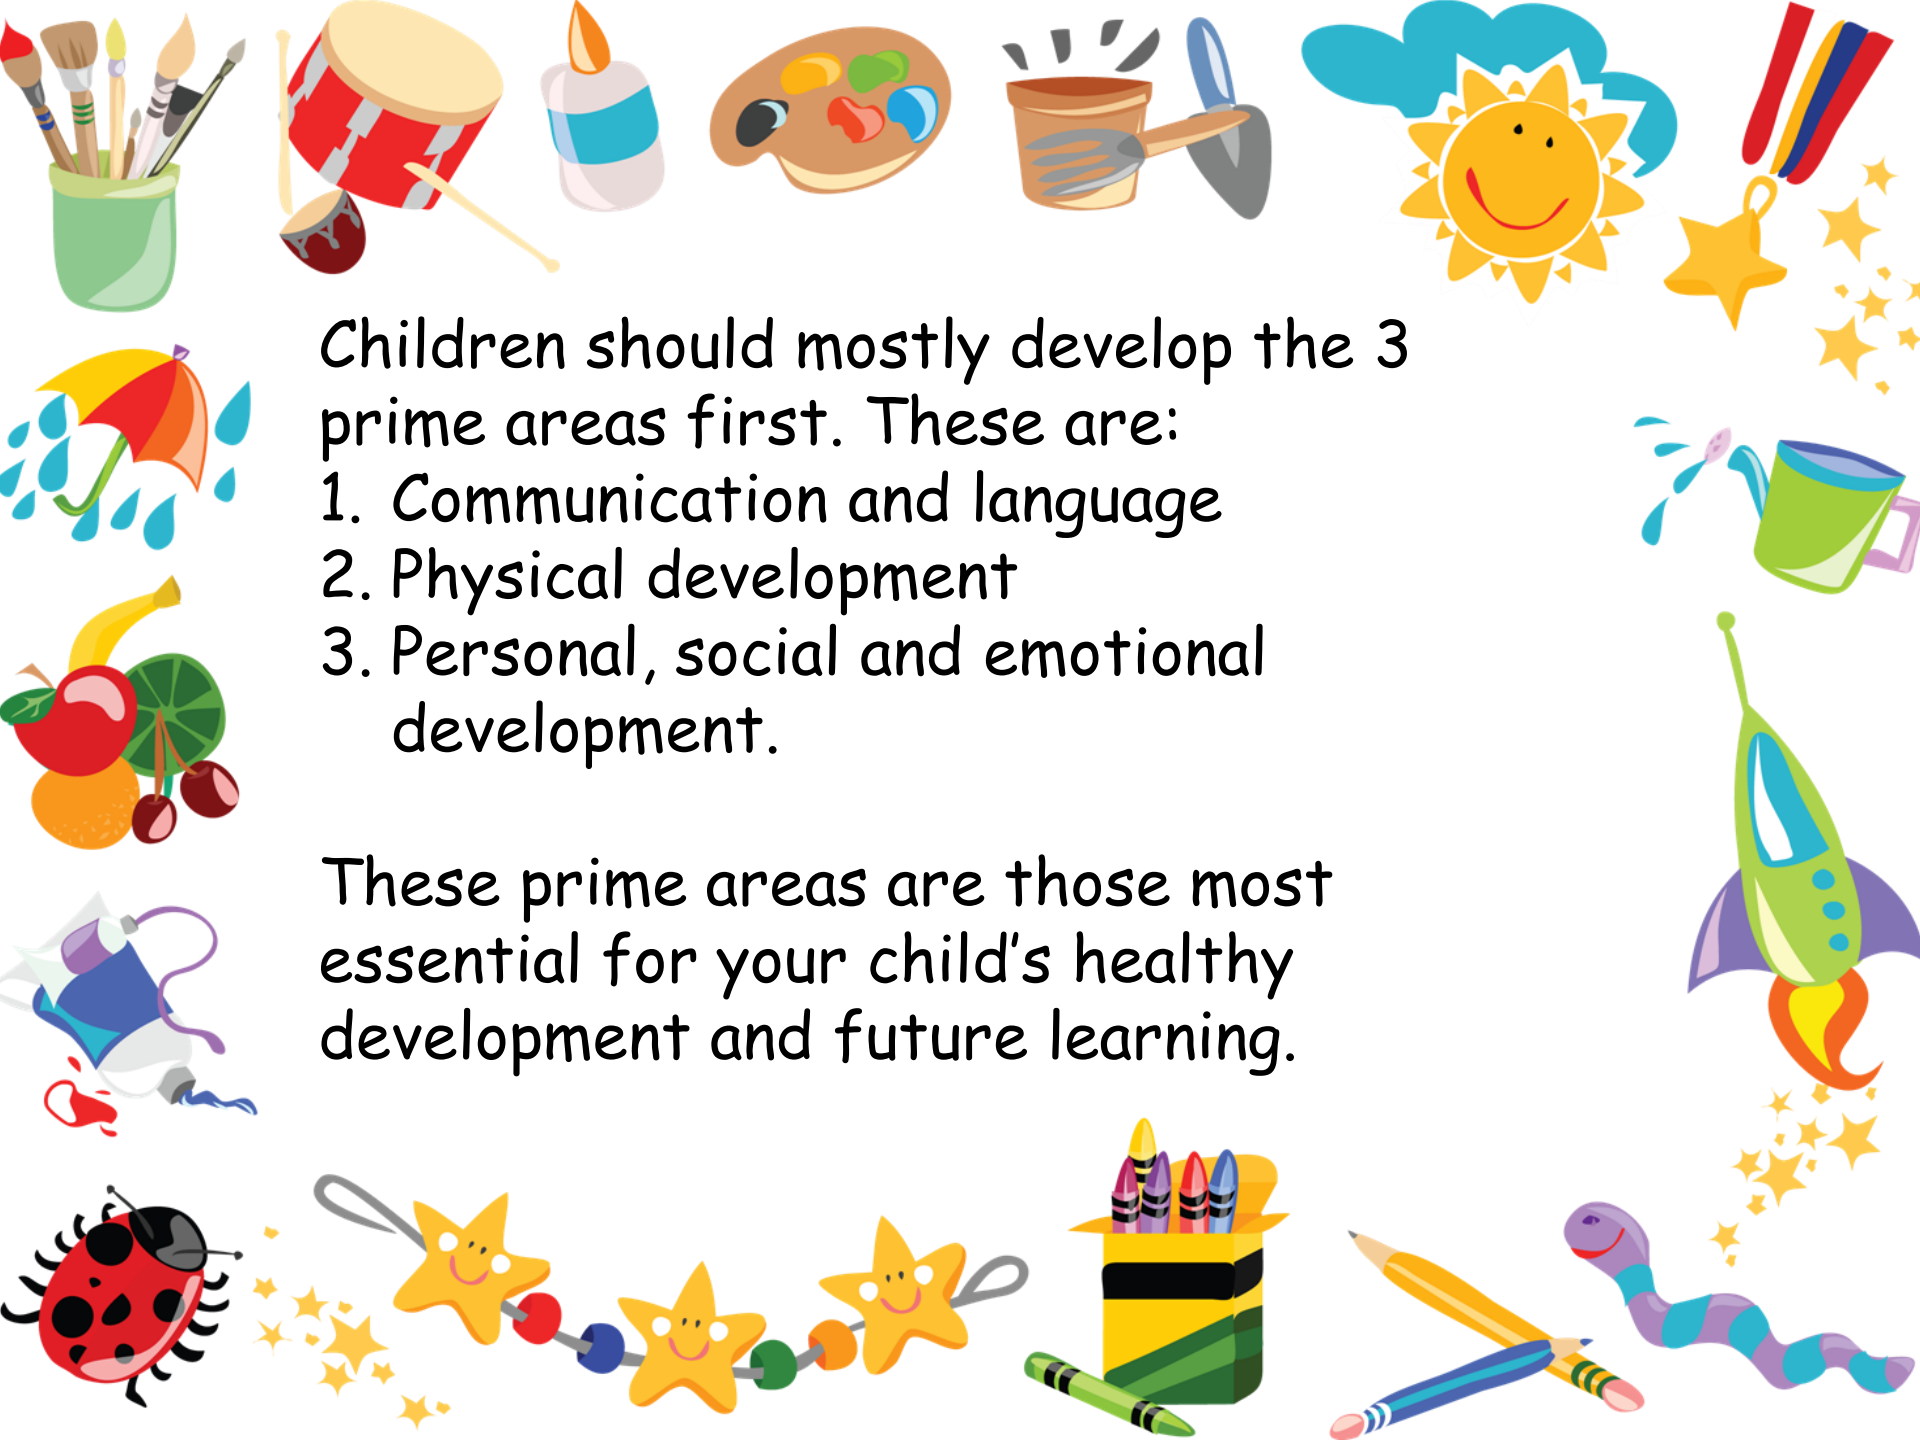 Children should mostly develop the 3
prime areas first. These are:
1. Communication and language
2. Physical development
3. Personal, social and emotional
development.
These prime areas are those most
essential for your child’s healthy
development and future learning.